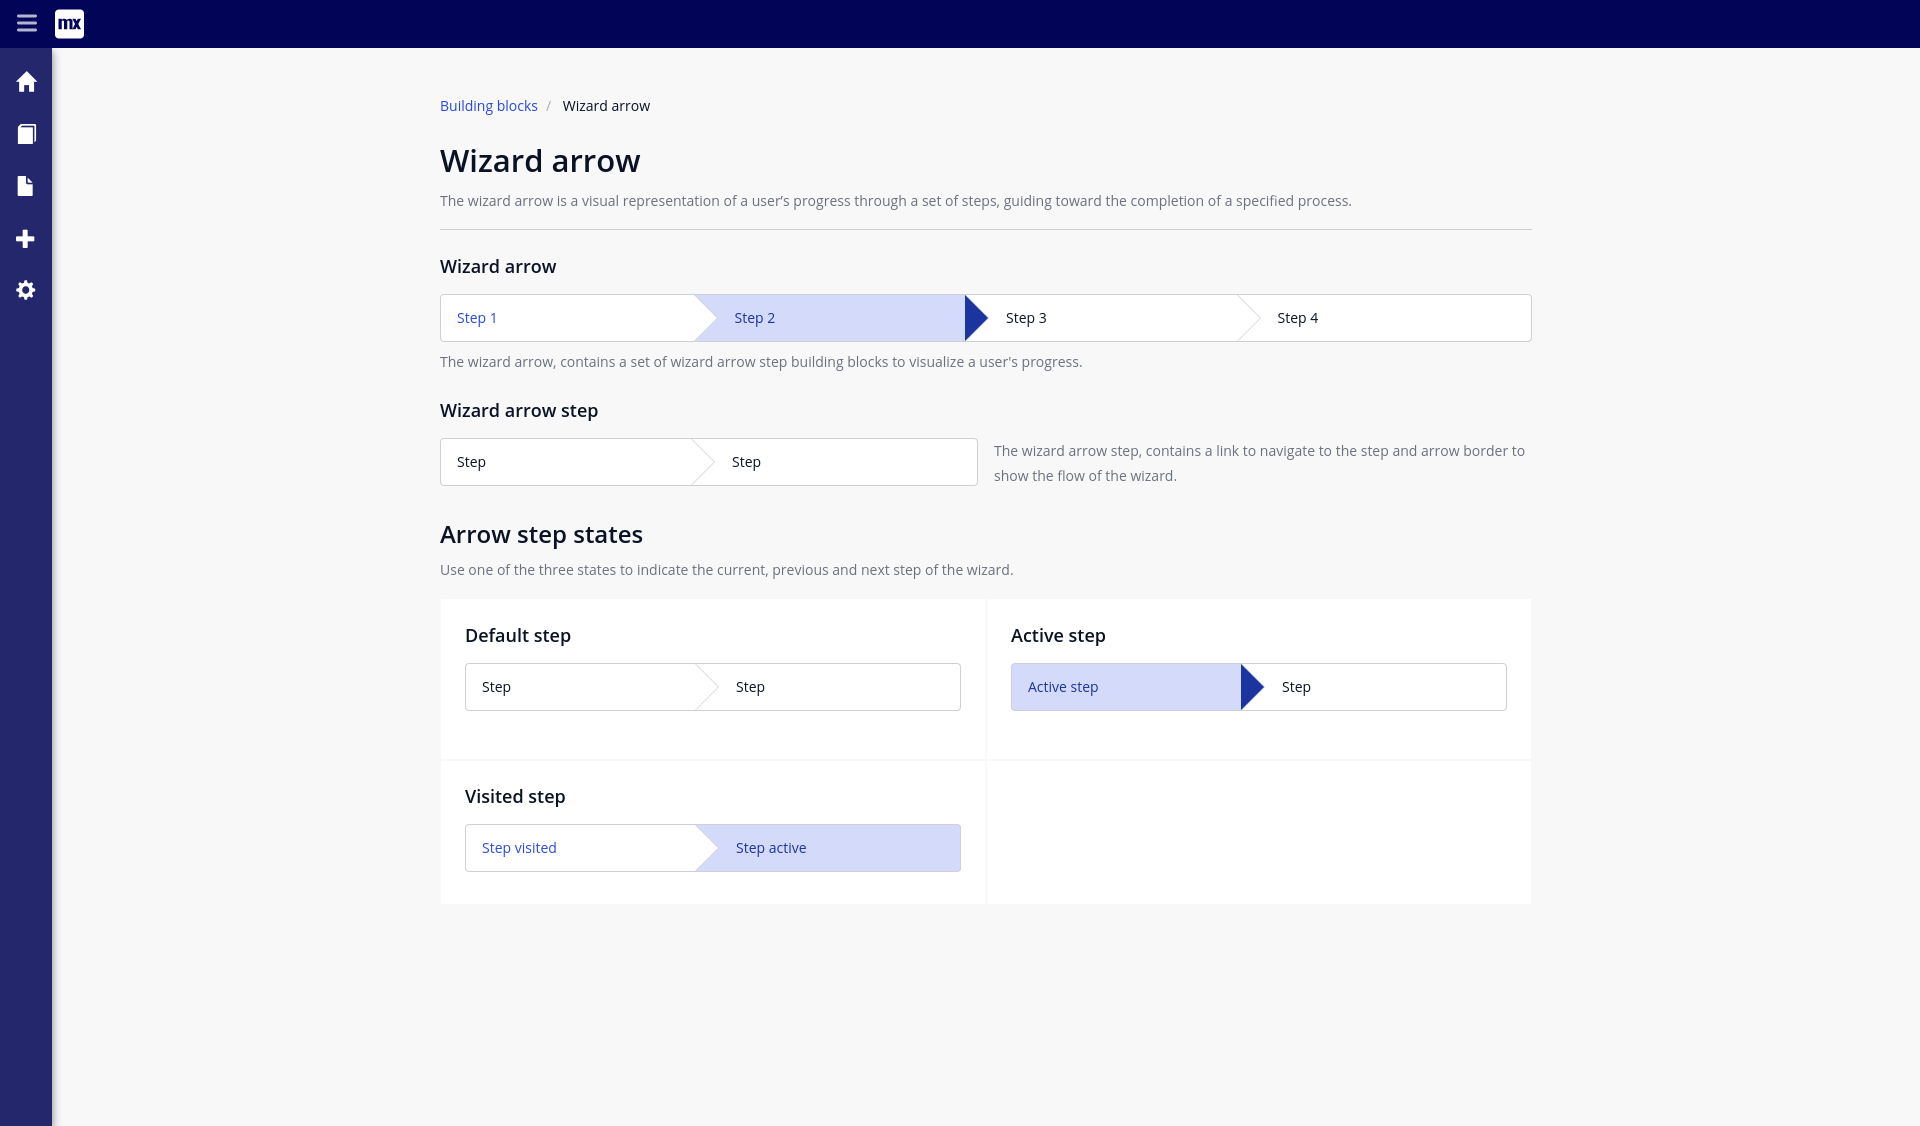 mx
Building blocks / Wizard arrow
Wizard arrow
The wizard arrow is a visual representation of a user’s progress through a set of steps, guiding toward the completion of a specified process.
Wizard arrow
Step 1 Step 2 Step 3 Step 4
The wizard arrow, contains a set of wizard arrow step building blocks to visualize a user's progress.
Wizard arrow step
Step Step
The wizard arrow step, contains a link to navigate to the step and arrow border to
show the flow of the wizard.
Arrow step states
Use one of the three states to indicate the current, previous and next step of the wizard.
Default step
Step Step
Active step
Active step Step
Visited step
Step visited Step active